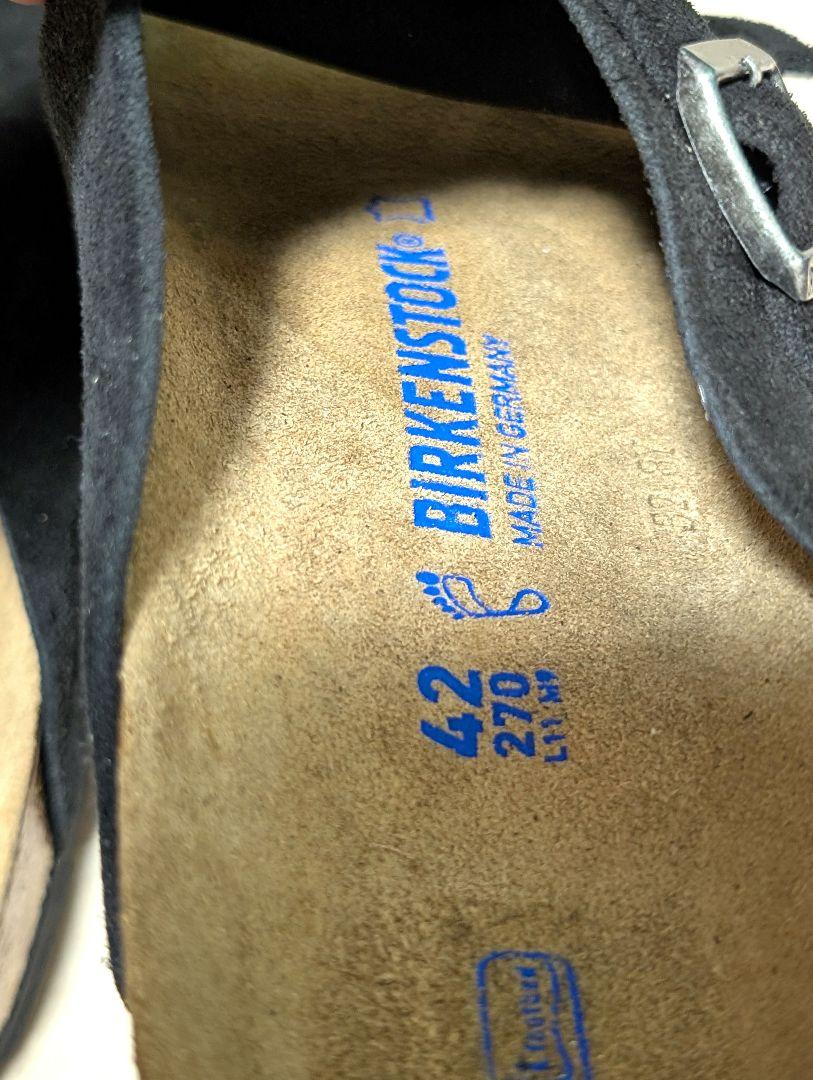 BIRKENSTOCK®
MADE IN GERMANY
42
270
L11 M9